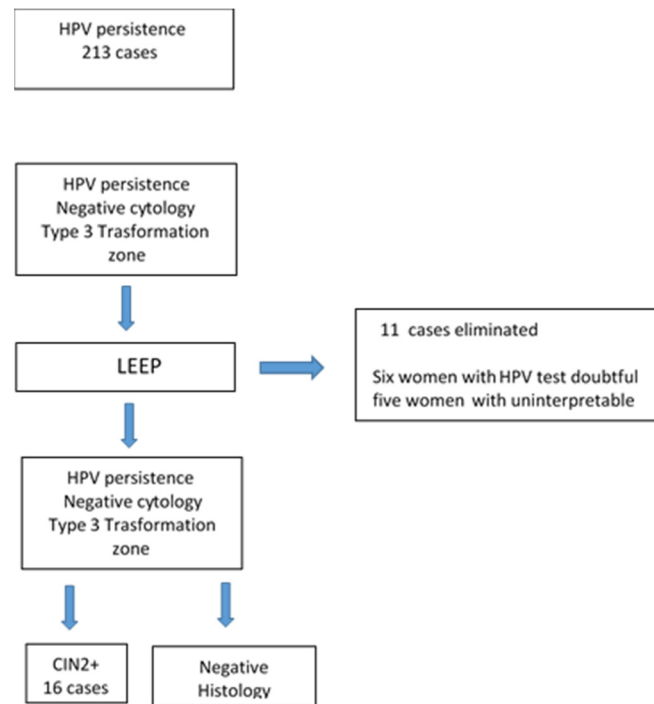 HPV persistence
213 cases
HPV persistence
Negative cytology
Type 3 Trasformation
zone
LEEP
11 cases eliminated
Six women with HPV test doubtful
five women with uninterpretable
HPV persistence
Negative cytology
Type 3 Trasformation
zone
CIN2+
16 cases
Negative
Histology